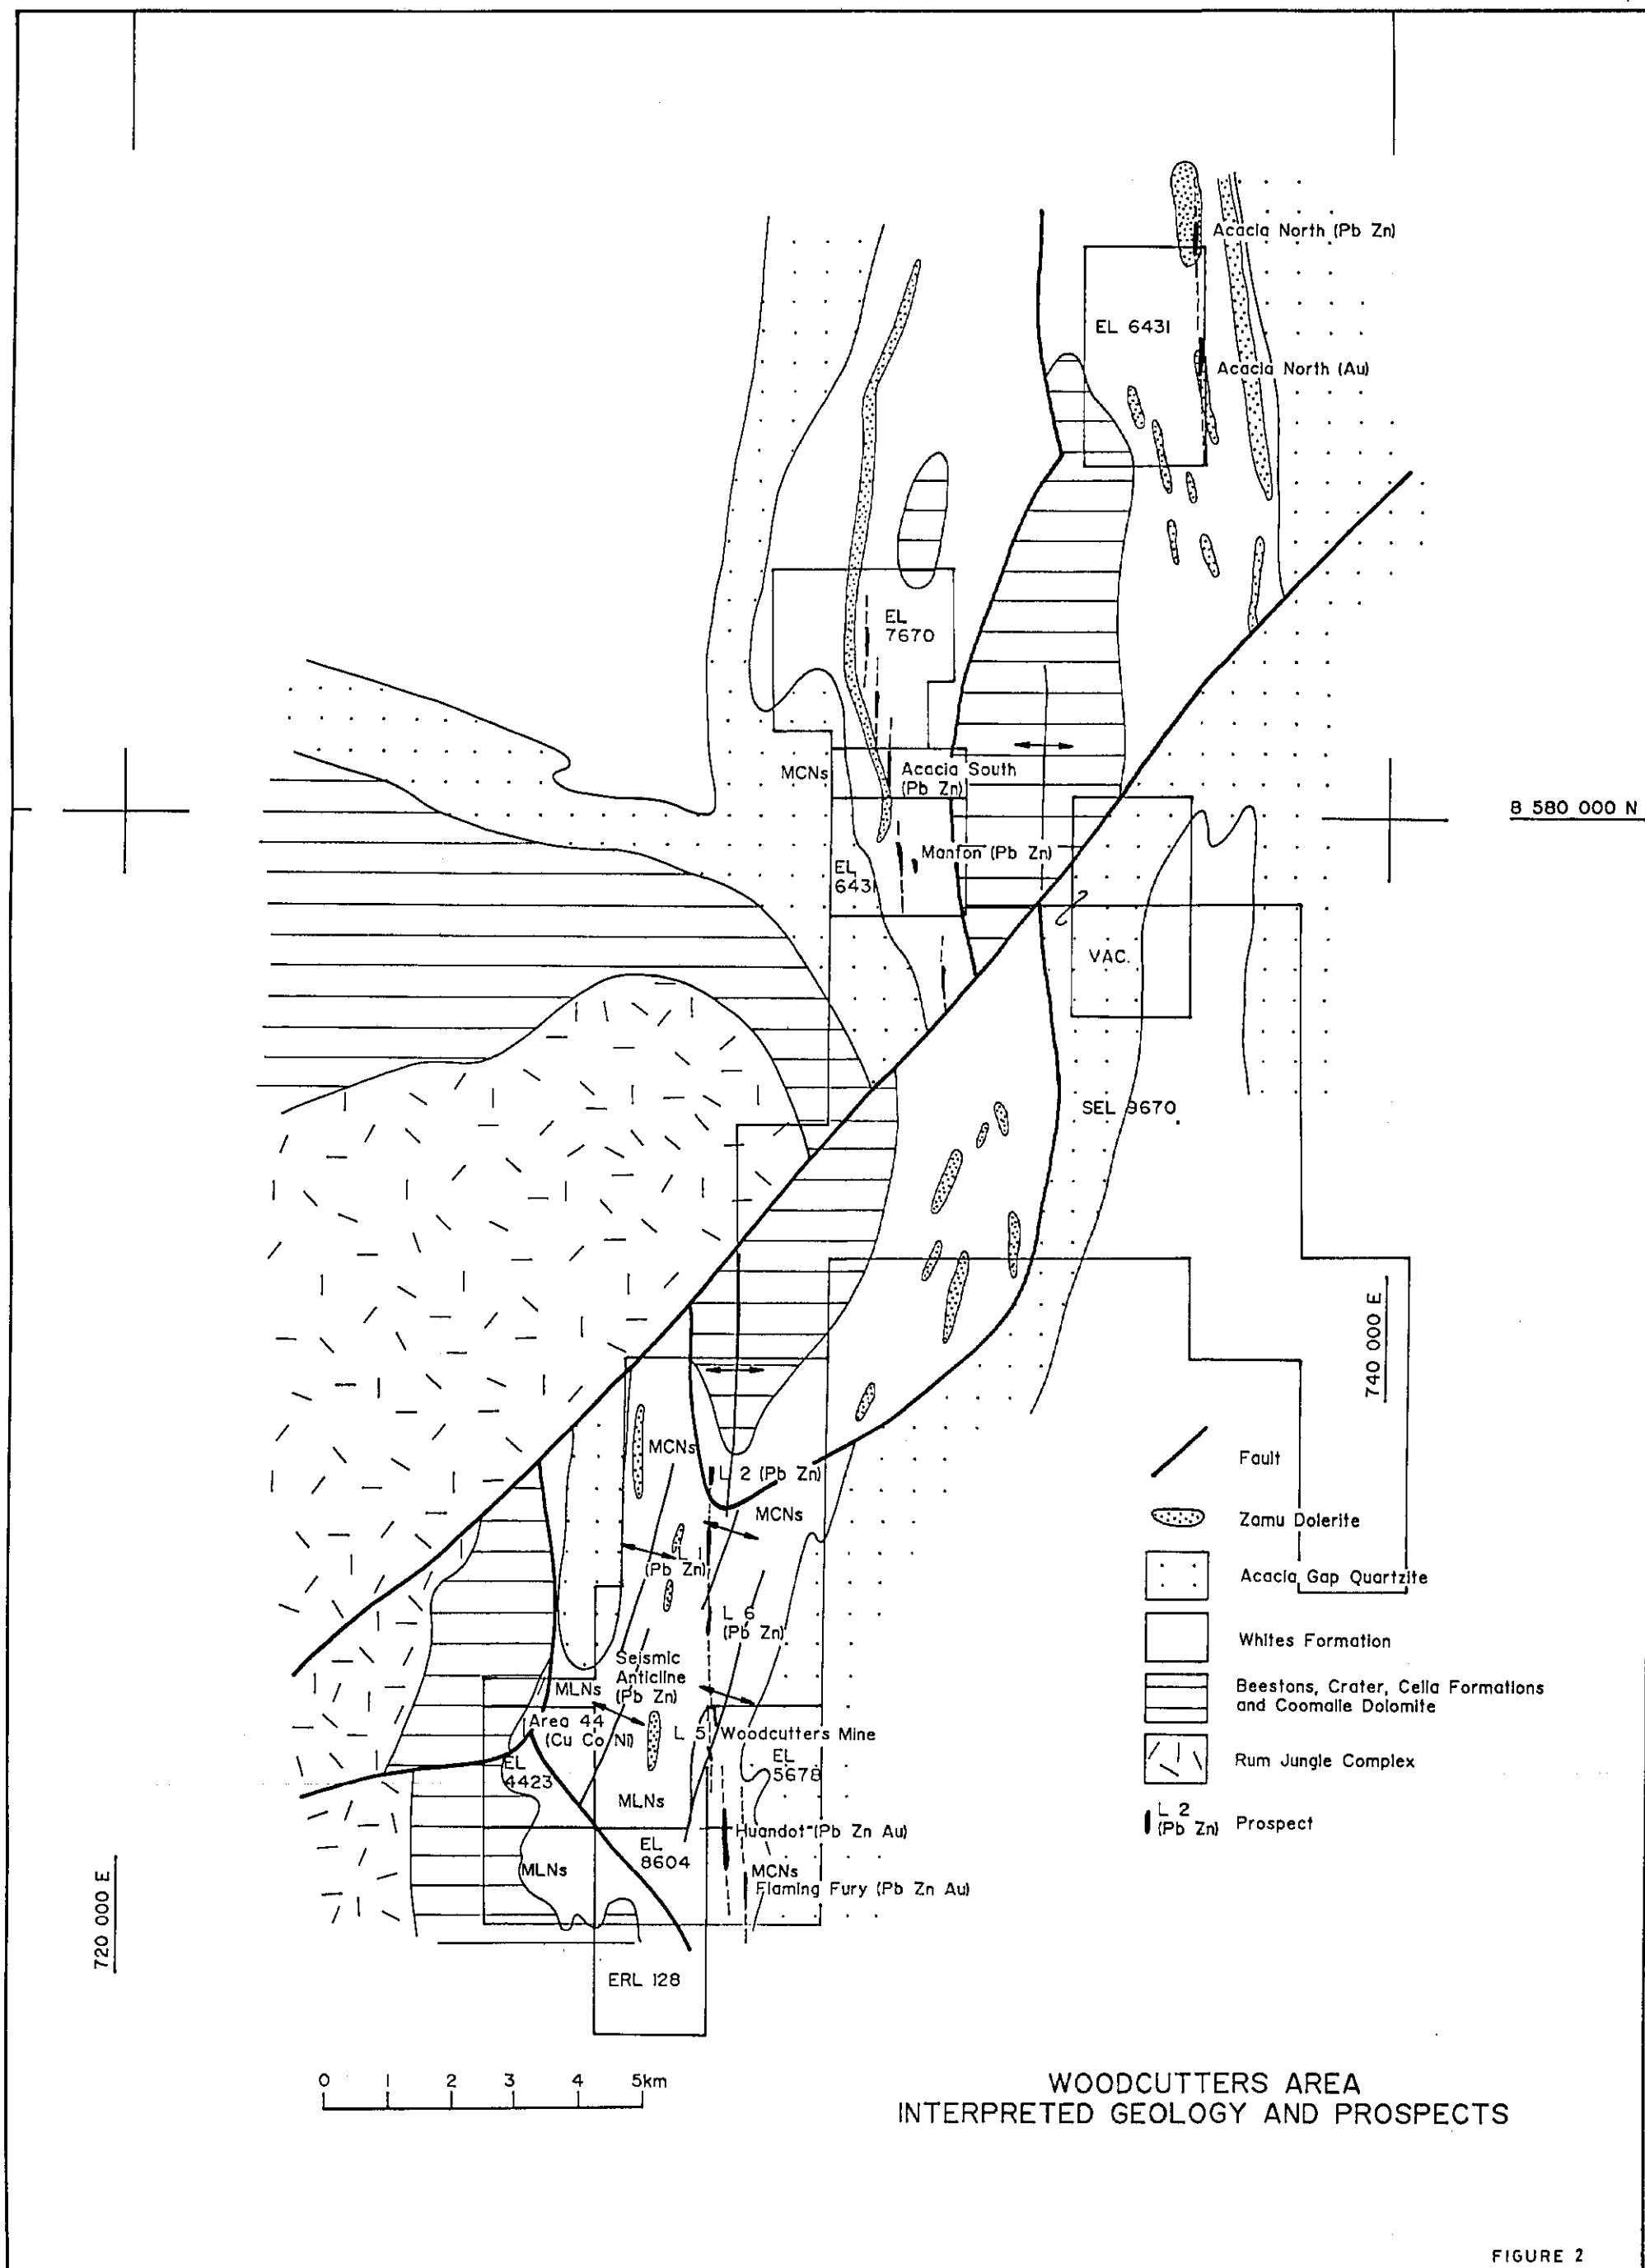 Acacia North (Pb Zn)
EL 6431
Acacia North (Au)
EL
7670
MCNs
Acacia South
(Pb Zn)
8 580 000 N
Manton (Pb Zn)
EL
6431
VAC.
SEL 9670
740 000 E
MCNs
L 2 (Pb Zn)
MCNs
L 1
(Pb Zn)
L 6
(Pb Zn)
Seismic
Anticline
(Pb Zn)
MLNs
Area 44
(Cu Co Ni)
L 5
Woodcutters Mine
EL
5678
EL
4423
MLNs
Huandot (Pb Zn Au)
EL
8604
MLNs
MCNs
Flaming Fury (Pb Zn Au)
ERL 128
720 000 E
Fault
Zamu Dolerite
Acacia Gap Quartzite
Whites Formation
Beestons, Crater, Celia Formations
and Coomalie Dolomite
Rum Jungle Complex
L 2
(Pb Zn)
Prospect
0 1 2 3 4 5km
WOODCUTTERS AREA
INTERPRETED GEOLOGY AND PROSPECTS
FIGURE 2